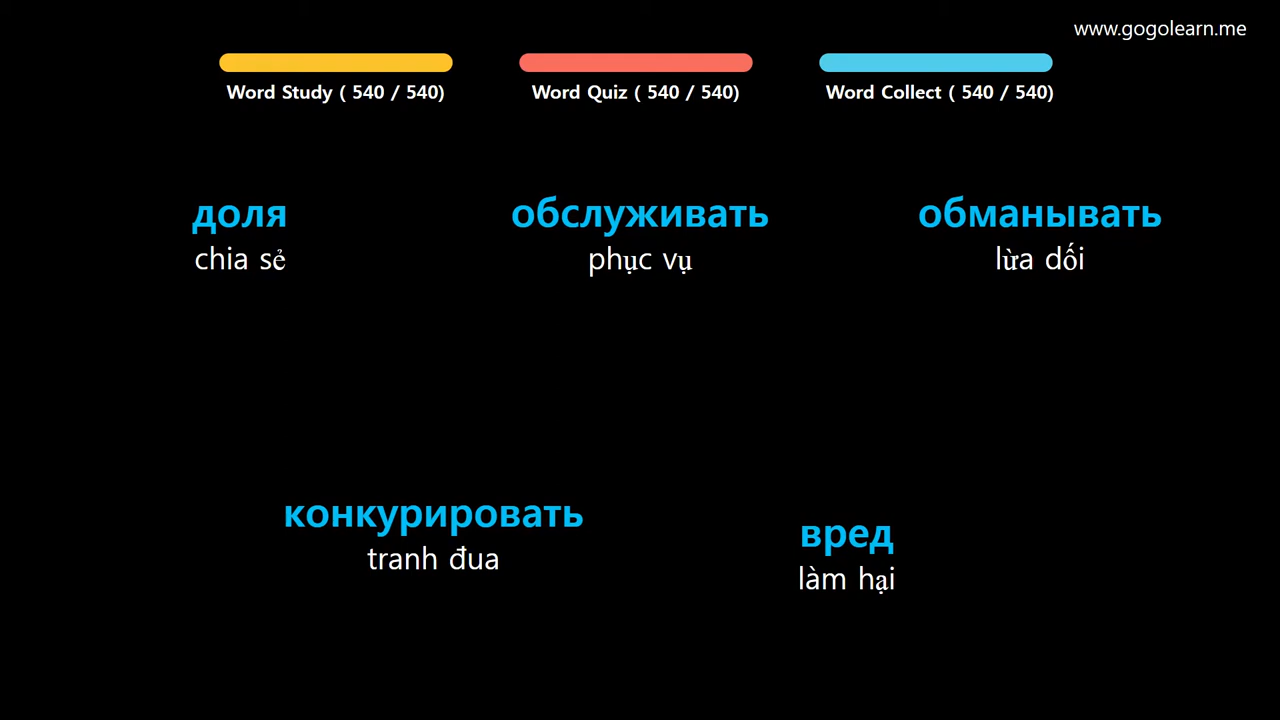 www.gogolearn.me
Word Study ( 540 / 540)
Word Quiz ( 540 / 540)
Word Collect ( 540 / 540)
доля
chia sẻ
обслуживать
phục vụ
обманывать
lừa dối
конкурировать
tranh đua
вред
làm hại